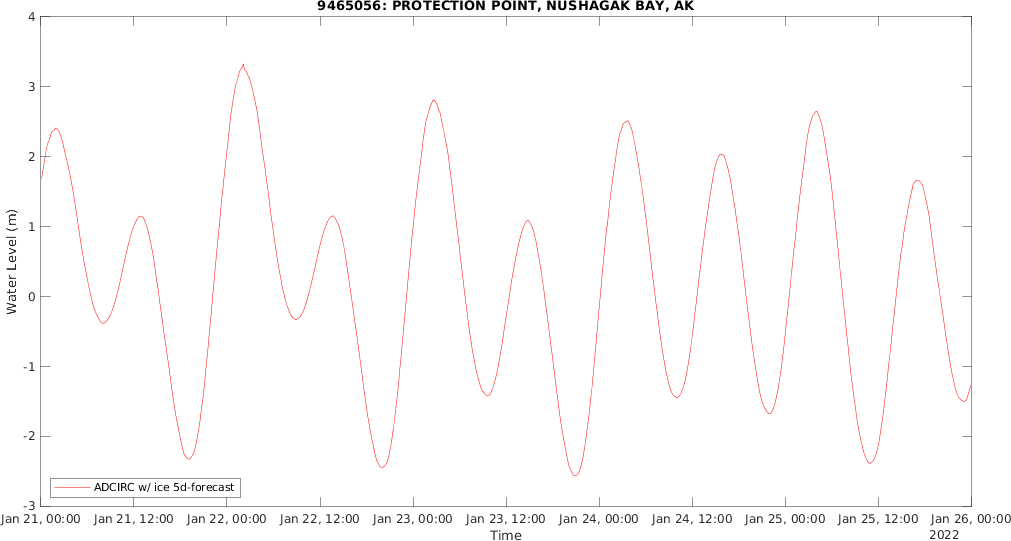 9465056: PROTECTION POINT, NUSHAGAK BAY, AK
4
3
2
1
0
-1
-2
-3
Water Level (m)
ADCIRC w/ ice 5d-forecast
Jan 21, 00:00 Jan 21, 12:00 Jan 22, 00:00 Jan 22, 12:00 Jan 23, 00:00 Jan 23, 12:00 Jan 24, 00:00 Jan 24, 12:00 Jan 25, 00:00 Jan 25, 12:00 Jan 26, 00:00
Time
2022